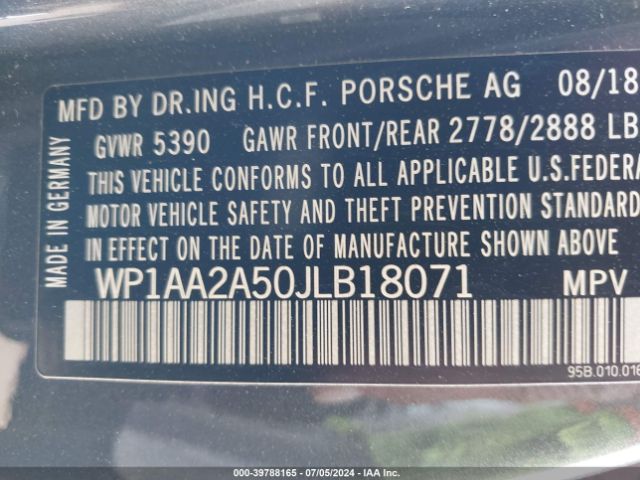 MFD BY DR.ING H.C.F. PORSCHE AG 08/18
GVWR 5390 GAWR FRONT/REAR 2778/2888 LB
THIS VEHICLE CONFORMS TO ALL APPLICABLE U.S.FEDERA
MOTOR VEHICLE SAFETY AND THEFT PREVENTION STANDARD
IN EFFECT ON THE DATE OF MANUFACTURE SHOWN ABOVE
MADE IN GERMANY
WP1AA2A50JLB18071 MPV
95B.010.016
000-39788165 • 07/05/2024 • IAA Inc.